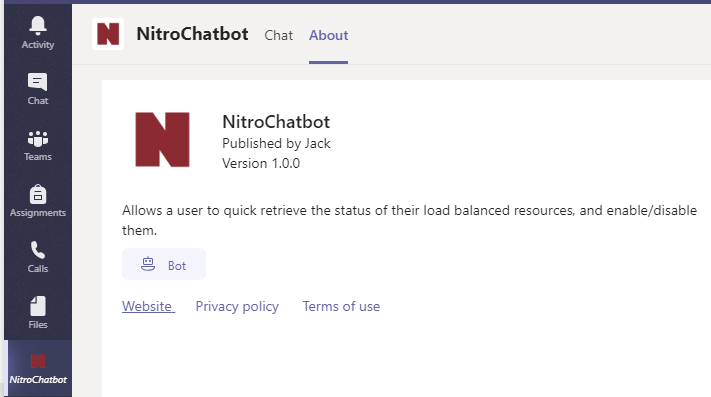 Activity
Chat
Teams
Assignments
Calls
Files
NitroChatbot
N NitroChatbot Chat About
N
NitroChatbot
Published by Jack
Version 1.0.0
Allows a user to quick retrieve the status of their load balanced resources, and enable/disable
them.
Bot
Website Privacy policy Terms of use